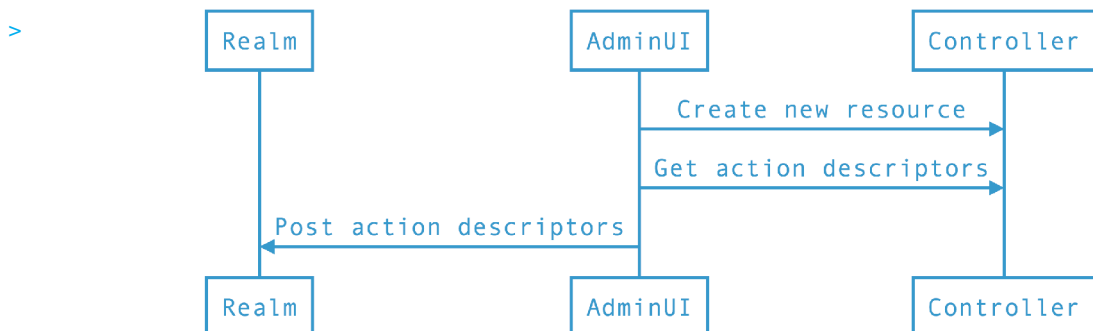 >
Realm AdminUI Controller
Create new resource
Get action descriptors
Post action descriptors
Realm AdminUI Controller